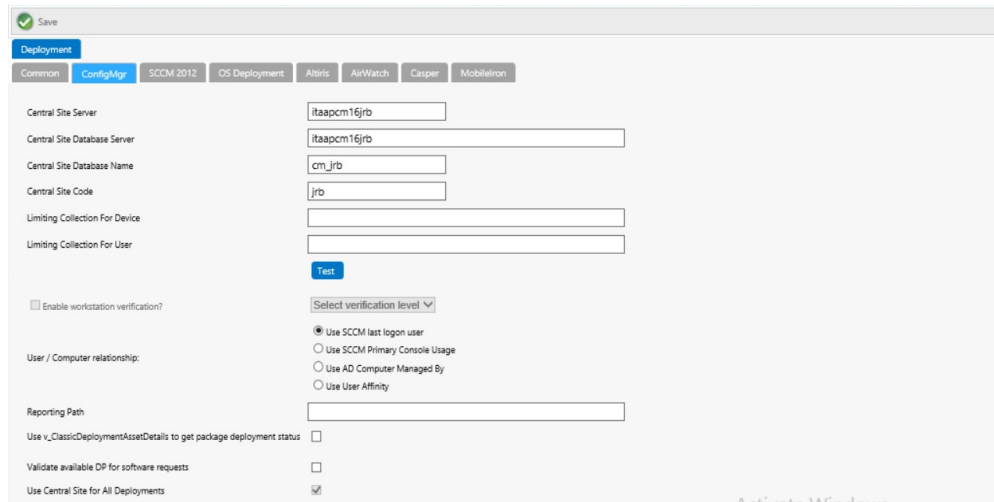 Save
Deployment
Common ConfigMgr SCCM 2012 OS Deployment Altiris AirWatch Casper MobileIron
Central Site Server itaapcm16jrb
Central Site Database Server itaapcm16jrb
Central Site Database Name cm_jrb
Central Site Code jrb
Limiting Collection For Device
Limiting Collection For User
Test
Enable workstation verification? Select verification level
Use SCCM last logon user
Use SCCM Primary Console Usage
User / Computer relationship:
Use AD Computer Managed By
Use User Affinity
Reporting Path
Use v_ClassicDeploymentAssetDetails to get package deployment status
Validate available DP for software requests
Use Central Site for All Deployments
Activate Windows